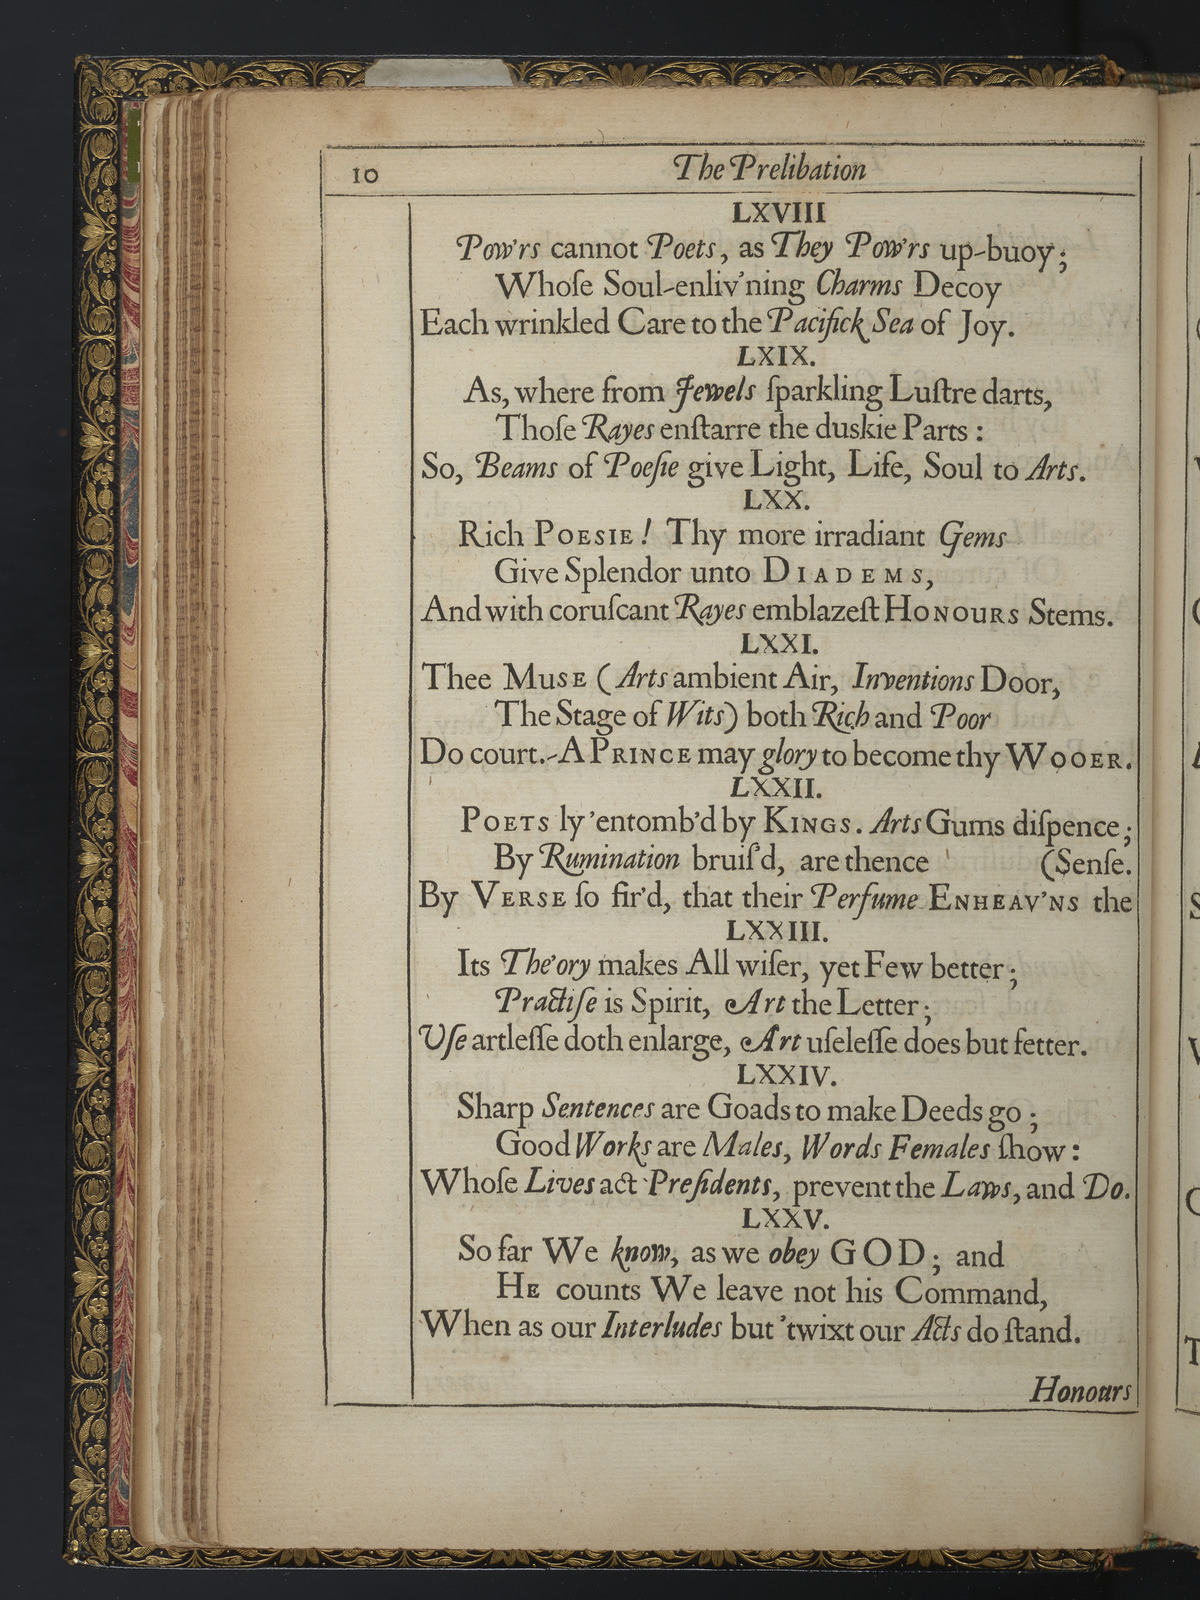 10 The Prelibation
LXVIII
Pow'rs cannot Poets, as They Pow'rs up-buoy;
Whoſe Soul-enliv'ning Charms Decoy
Each wrinkled Care to the Pacifick Sea of Joy.
LXIX.
As, where from Jewels ſparkling Luſtre darts,
Thoſe Rayes enſtarre the duskie Parts :
So, Beams of Poeſie give Light, Life, Soul to Arts.
LXX.
Rich POESIE! Thy more irradiant Gems
Give Splendor unto DIADEMS,
And with coruſcant Rayes emblazeſt HONOURS Stems.
LXXI.
Thee MUSE (Arts ambient Air, Inventions Door,
The Stage of Wits) both Rich and Poor
Do court.-A PRINCE may glory to become thy WOOER.
LXXII.
POETS ly 'entomb'd by KINGS. Arts Gums diſpence;
By Rumination bruiſ'd, are thence (Senſe.
By VERSE ſo fir'd, that their Perfume ENHEAV'NS the
LXXIII.
Its The'ory makes All wiſer, yet Few better;
Practiſe is Spirit, Art the Letter;
Uſe artleſſe doth enlarge, Art uſeleſſe does but fetter.
LXXIV.
Sharp Sentences are Goads to make Deeds go;
Good Works are Males, Words Females ſhow:
Whoſe Lives act Preſidents, prevent the Laws, and Do.
LXXV.
So far We know, as we obey GOD; and
HE counts We leave not his Command,
When as our Interludes but 'twixt our Acts do ſtand.
Honours